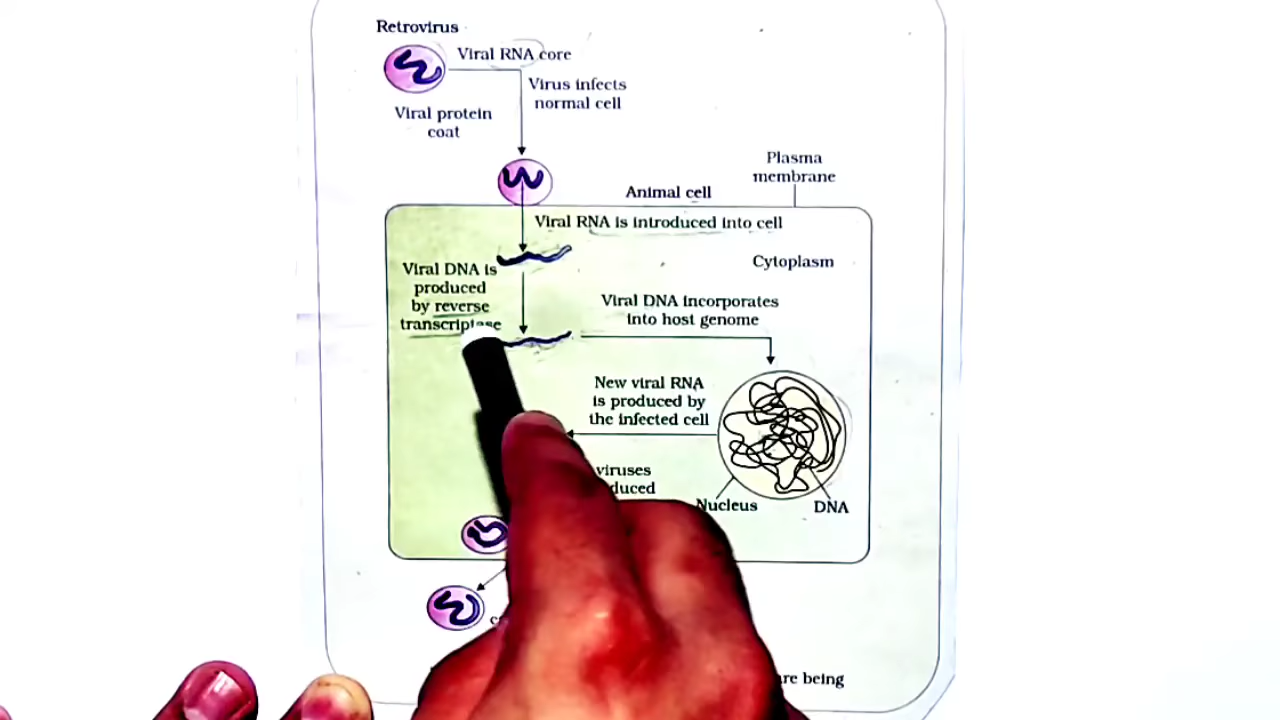 Retrovirus
Viral RNA core
Virus infects
normal cell
Viral protein
coat
Plasma
membrane
Animal cell
Viral RNA is introduced into cell
Cytoplasm
Viral DNA is
produced
by reverse
transcriptase
Viral DNA incorporates
into host genome
New viral RNA
is produced by
the infected cell
viruses
Nucleus
DNA
being